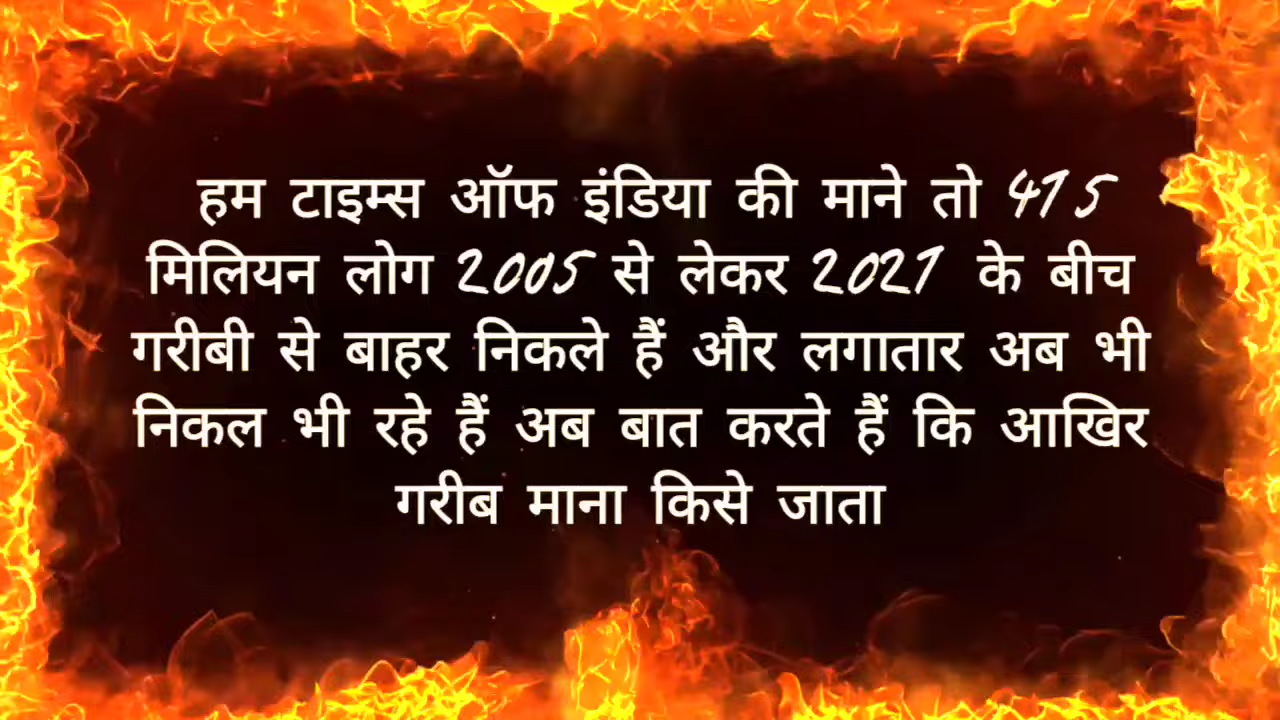 हम टाइम्स ऑफ इंडिया की माने तो 415
मिलियन लोग 2005 से लेकर 2021 के बीच
गरीबी से बाहर निकले हैं और लगातार अब भी
निकल भी रहे हैं अब बात करते हैं कि आखिर
गरीब माना किसे जाता